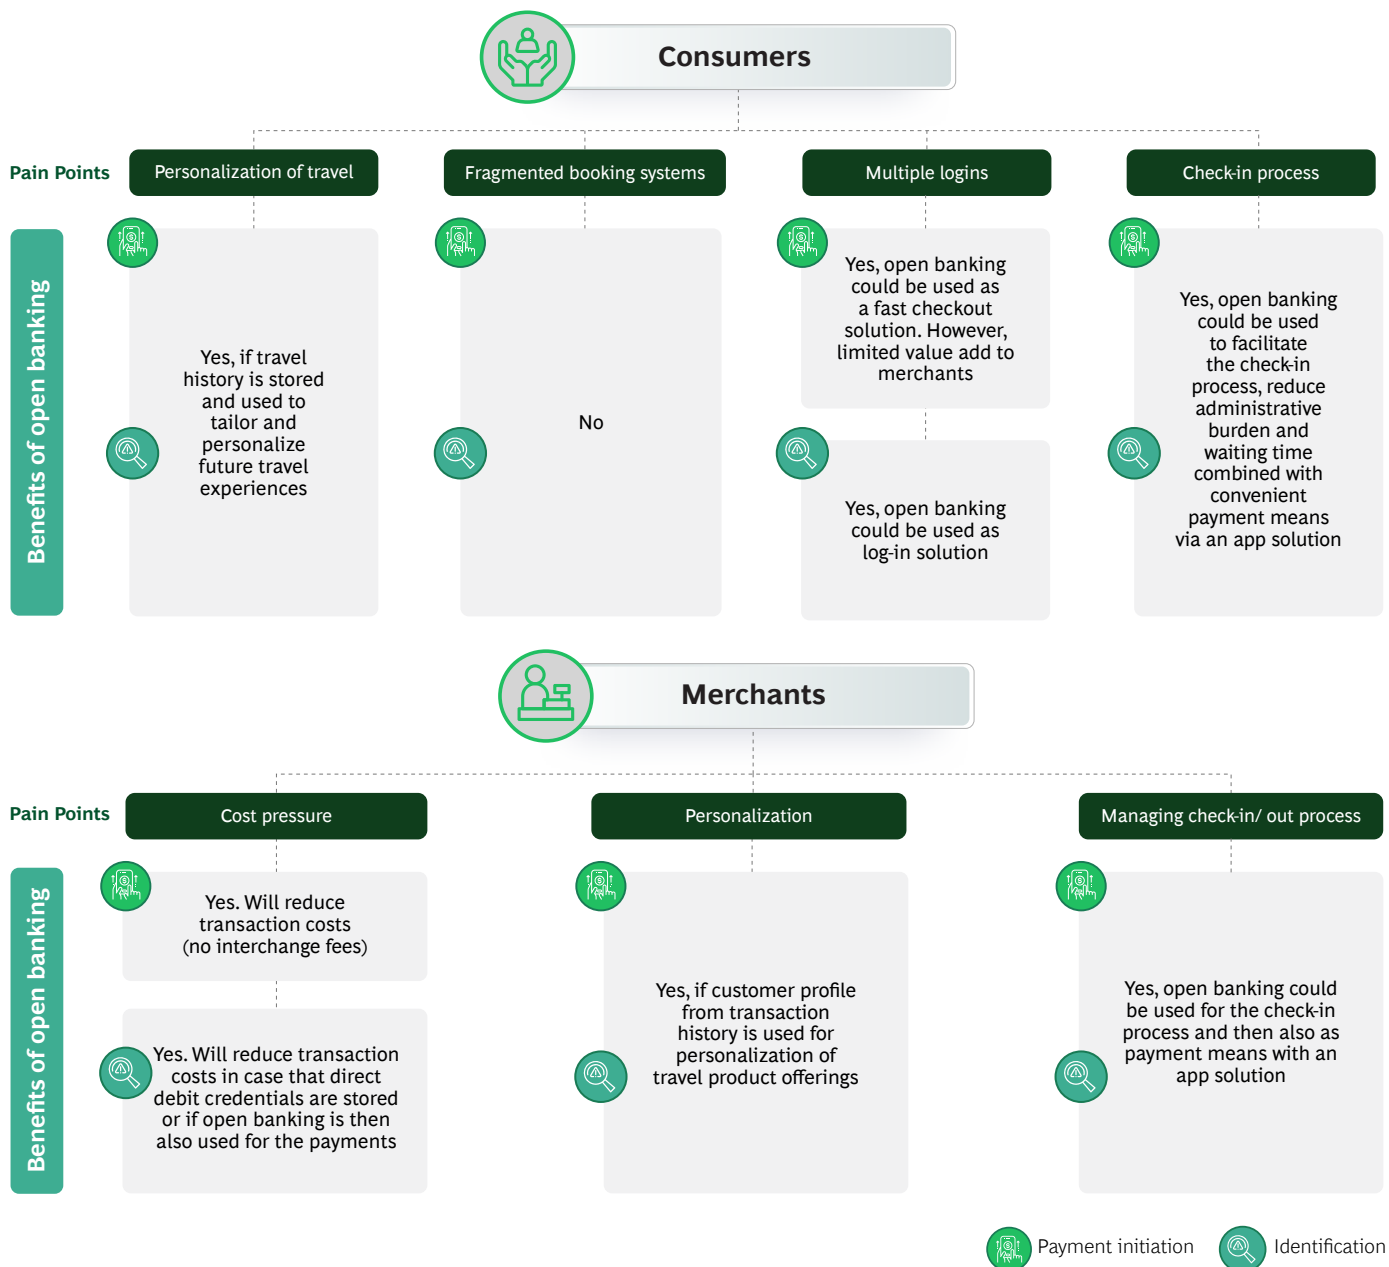 Consumers
Pain Points
Personalization of travel
Fragmented booking systems
Multiple logins
Check-in process
Benefits of open banking
Yes, if travel
history is stored
and used to
tailor and
personalize
future travel
experiences
No
Yes, open banking
could be used as
a fast checkout
solution. However,
limited value add to
merchants
Yes, open banking
could be used as
log-in solution
Yes, open banking
could be used
to facilitate
the check-in
process, reduce
administrative
burden and
waiting time
combined with
convenient
payment means
via an app solution
Merchants
Pain Points
Cost pressure
Personalization
Managing check-in/ out process
Benefits of open banking
Yes. Will reduce
transaction costs
(no interchange fees)
Yes. Will reduce transaction
costs in case that direct
debit credentials are stored
or if open banking is then
also used for the payments
Yes, if customer profile
from transaction
history is used for
personalization of
travel product offerings
Yes, open banking could
be used for the check-in
process and then also as
payment means with an
app solution
Payment initiation
Identification